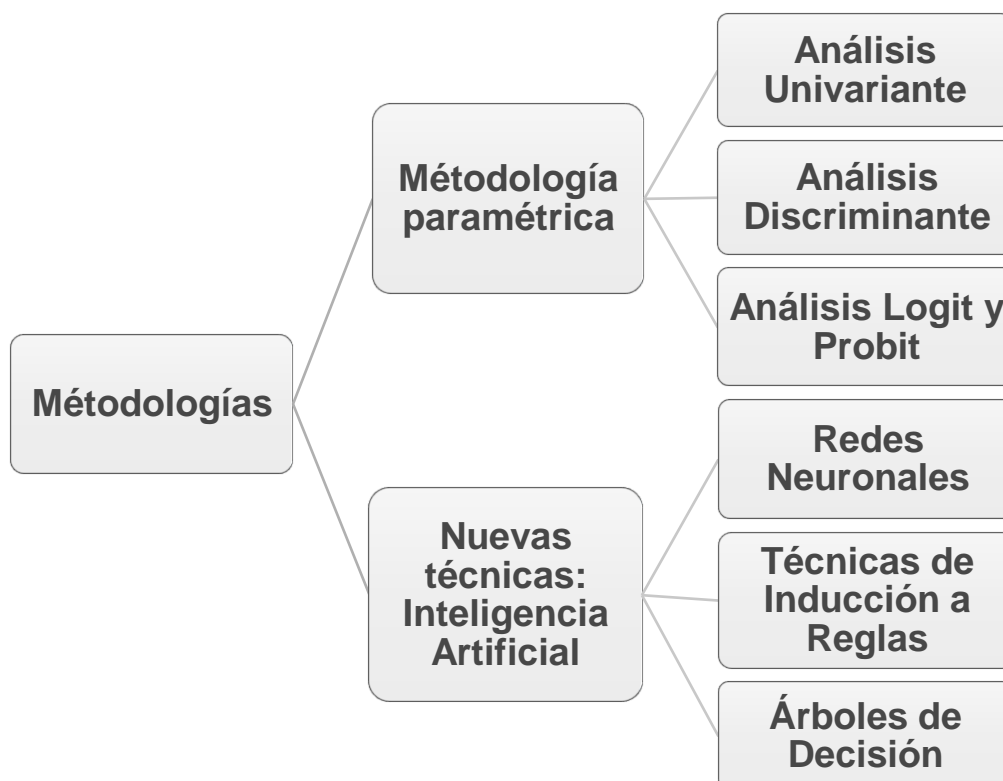 Métodologías
Métodología
paramétrica
Análisis
Univariante
Análisis
Discriminante
Análisis Logit y
Probit
Nuevas
técnicas:
Inteligencia
Artificial
Redes
Neuronales
Técnicas de
Inducción a
Reglas
Árboles de
Decisión